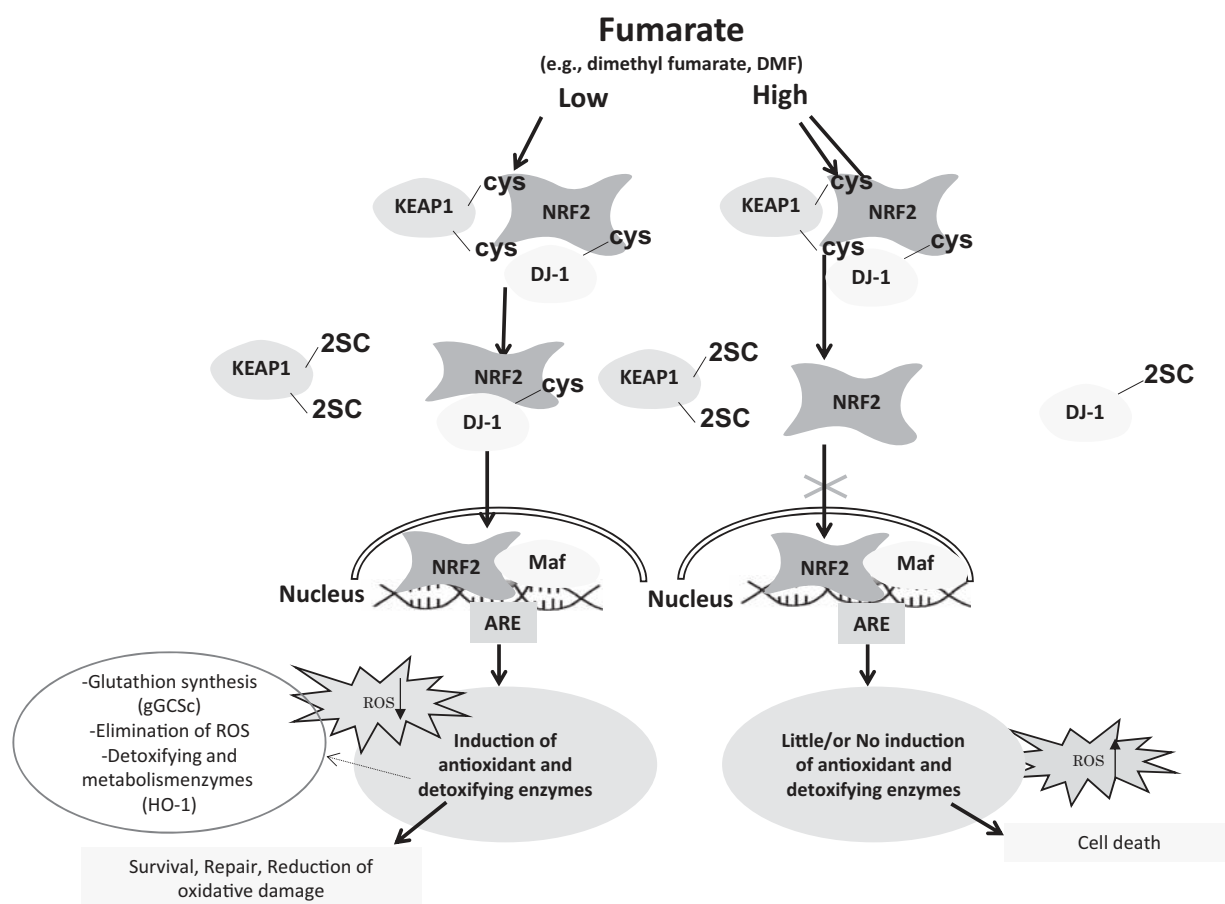 Fumarate
(e.g., dimethyl fumarate, DMF)
Low
High
cys
KEAP1
NRF2
cys
cys
DJ-1
cys
KEAP1
NRF2
cys
cys
DJ-1
2SC
KEAP1
2SC
NRF2
cys
DJ-1
2SC
KEAP1
2SC
NRF2
2SC
DJ-1
NRF2
Maf
Nucleus
ARE
NRF2
Maf
Nucleus
ARE
-Glutathion synthesis
(gGCSc)
-Elimination of ROS
-Detoxifying and
metabolismenzymes
(HO-1)
ROS
Induction of
antioxidant and
detoxifying enzymes
Survival, Repair, Reduction of
oxidative damage
Little/or No induction
of antioxidant and
detoxifying enzymes
ROS
Cell death